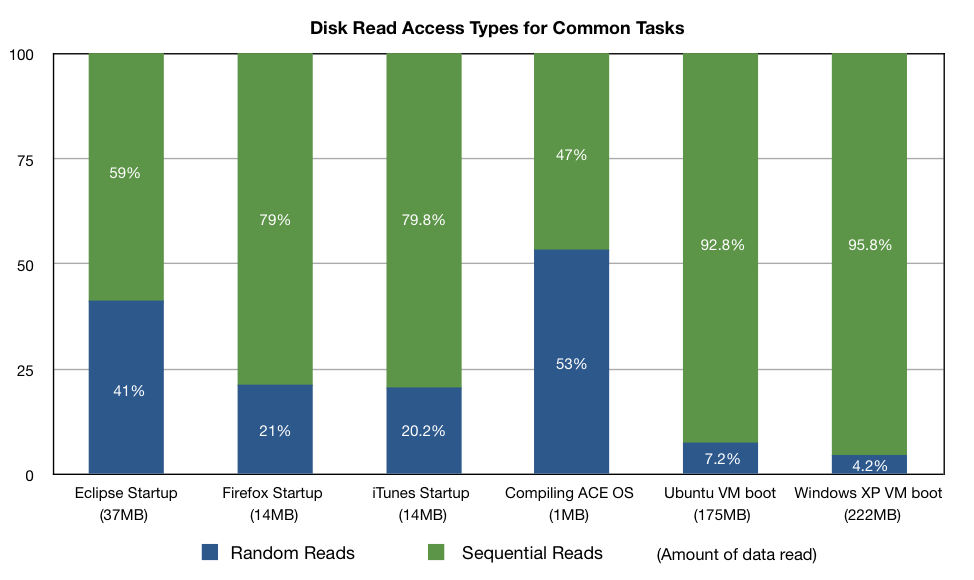 Disk Read Access Types for Common Tasks
100
75
50
25
0
59%
79%
79.8%
47%
92.8%
95.8%
41%
21%
20.2%
53%
7.2%
4.2%
Eclipse Startup
(37MB)
Firefox Startup
(14MB)
iTunes Startup
(14MB)
Compiling ACE OS
(1MB)
Ubuntu VM boot
(175MB)
Windows XP VM boot
(222MB)
Random Reads
Sequential Reads
(Amount of data read)